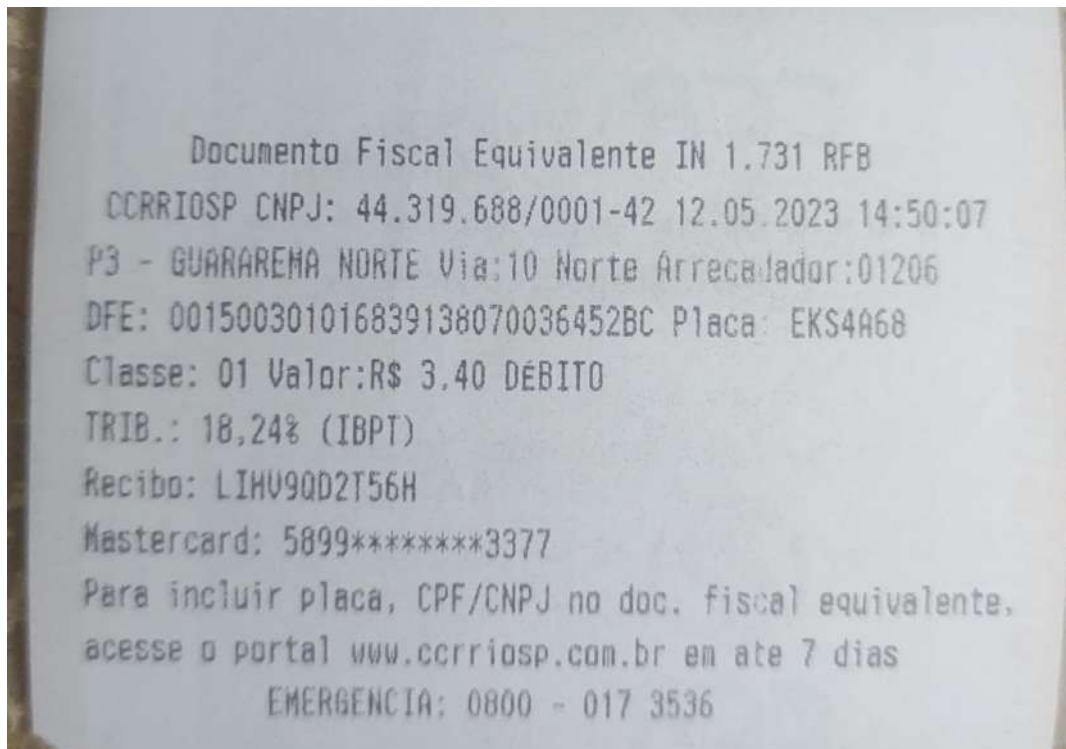 Documento Fiscal Equivalente IN 1.731 RFB
CCRRIOSP CNPJ: 44.319.688/0001-42 12.05.2023 14:50:07
P3 - GUARAREMA NORTE Via:10 Norte Arrecadador:01206
DFE: 001500301016839138070036452BC Placa: EKS4A68
Classe: 01 Valor:R$ 3.40 DÉBITO
TRIB.: 18,24% (IBPT)
Recibo: LIHV9QD2T56H
Mastercard: 5899********3377
Para incluir placa, CPF/CNPJ no doc. fiscal equivalente,
acesse o portal www.ccrriosp.com.br em ate 7 dias
EMERGENCIA: 0800 - 017 3536